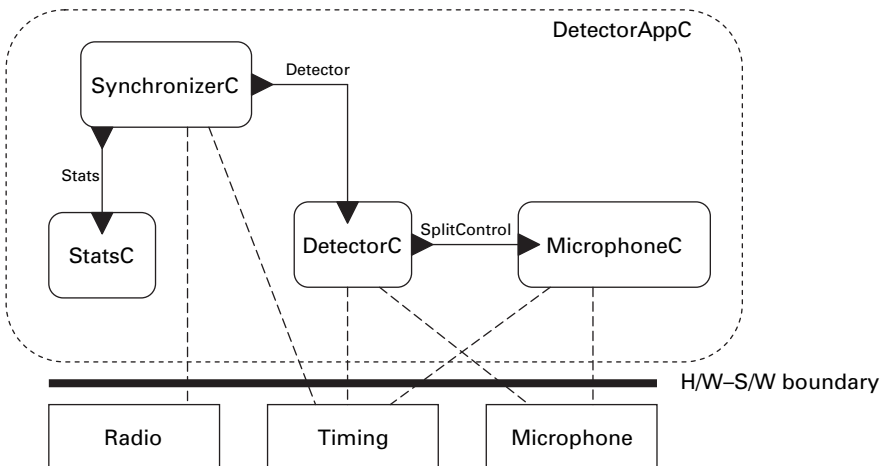 DetectorAppC
SynchronizerC
Detector
Stats
StatsC
DetectorC
SplitControl
MicrophoneC
H/W–S/W boundary
Radio
Timing
Microphone